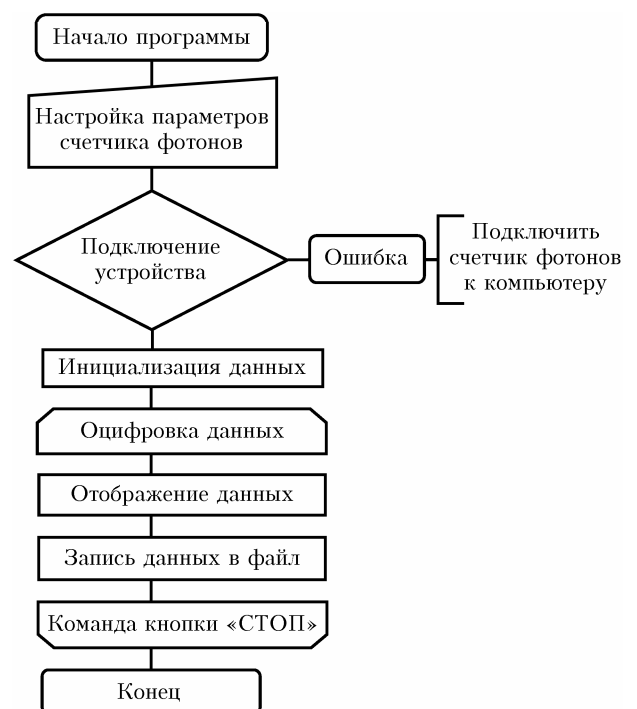 Начало программы
Настройка параметров
счетчика фотонов
Подключение
устройства
Ошибка
Подключить
счетчик фотонов
к компьютеру
Инициализация данных
Оцифровка данных
Отображение данных
Запись данных в файл
Команда кнопки «СТОП»
Конец